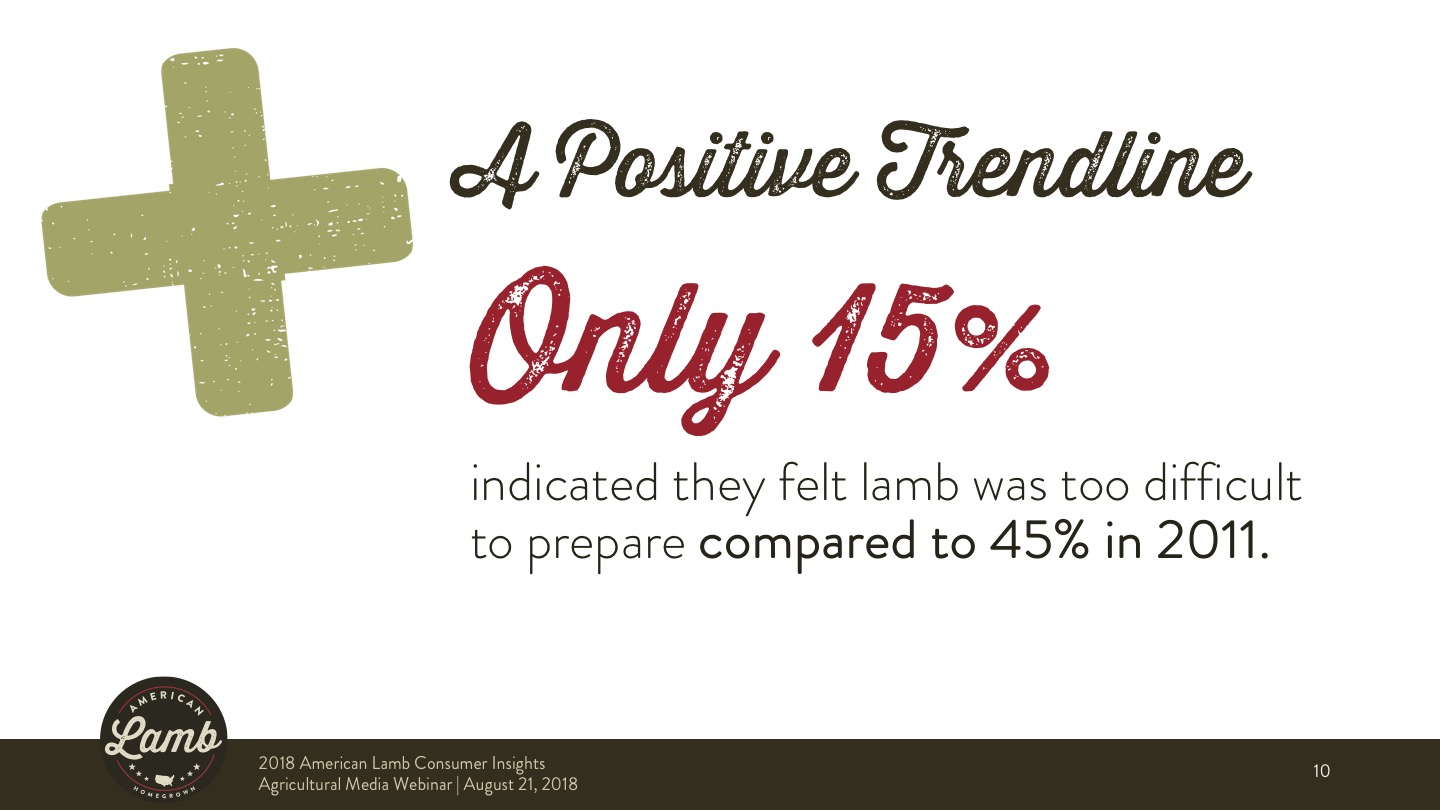 A Positive Trendline
Only 15%
indicated they felt lamb was too difficult
to prepare compared to 45% in 2011.
AMERICAN
Lamb
HOMEGROWN
2018 American Lamb Consumer Insights
Agricultural Media Webinar | August 21, 2018
10